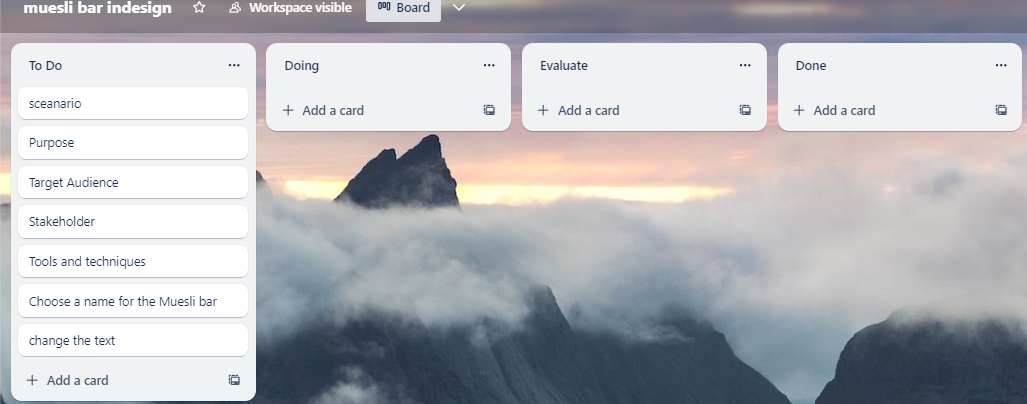 muesli bar indesign
Workspace visible
Board
To Do
sceanario
Purpose
Target Audience
Stakeholder
Tools and techniques
Choose a name for the Muesli bar
change the text
Add a card
Doing
Add a card
Evaluate
Add a card
Done
Add a card